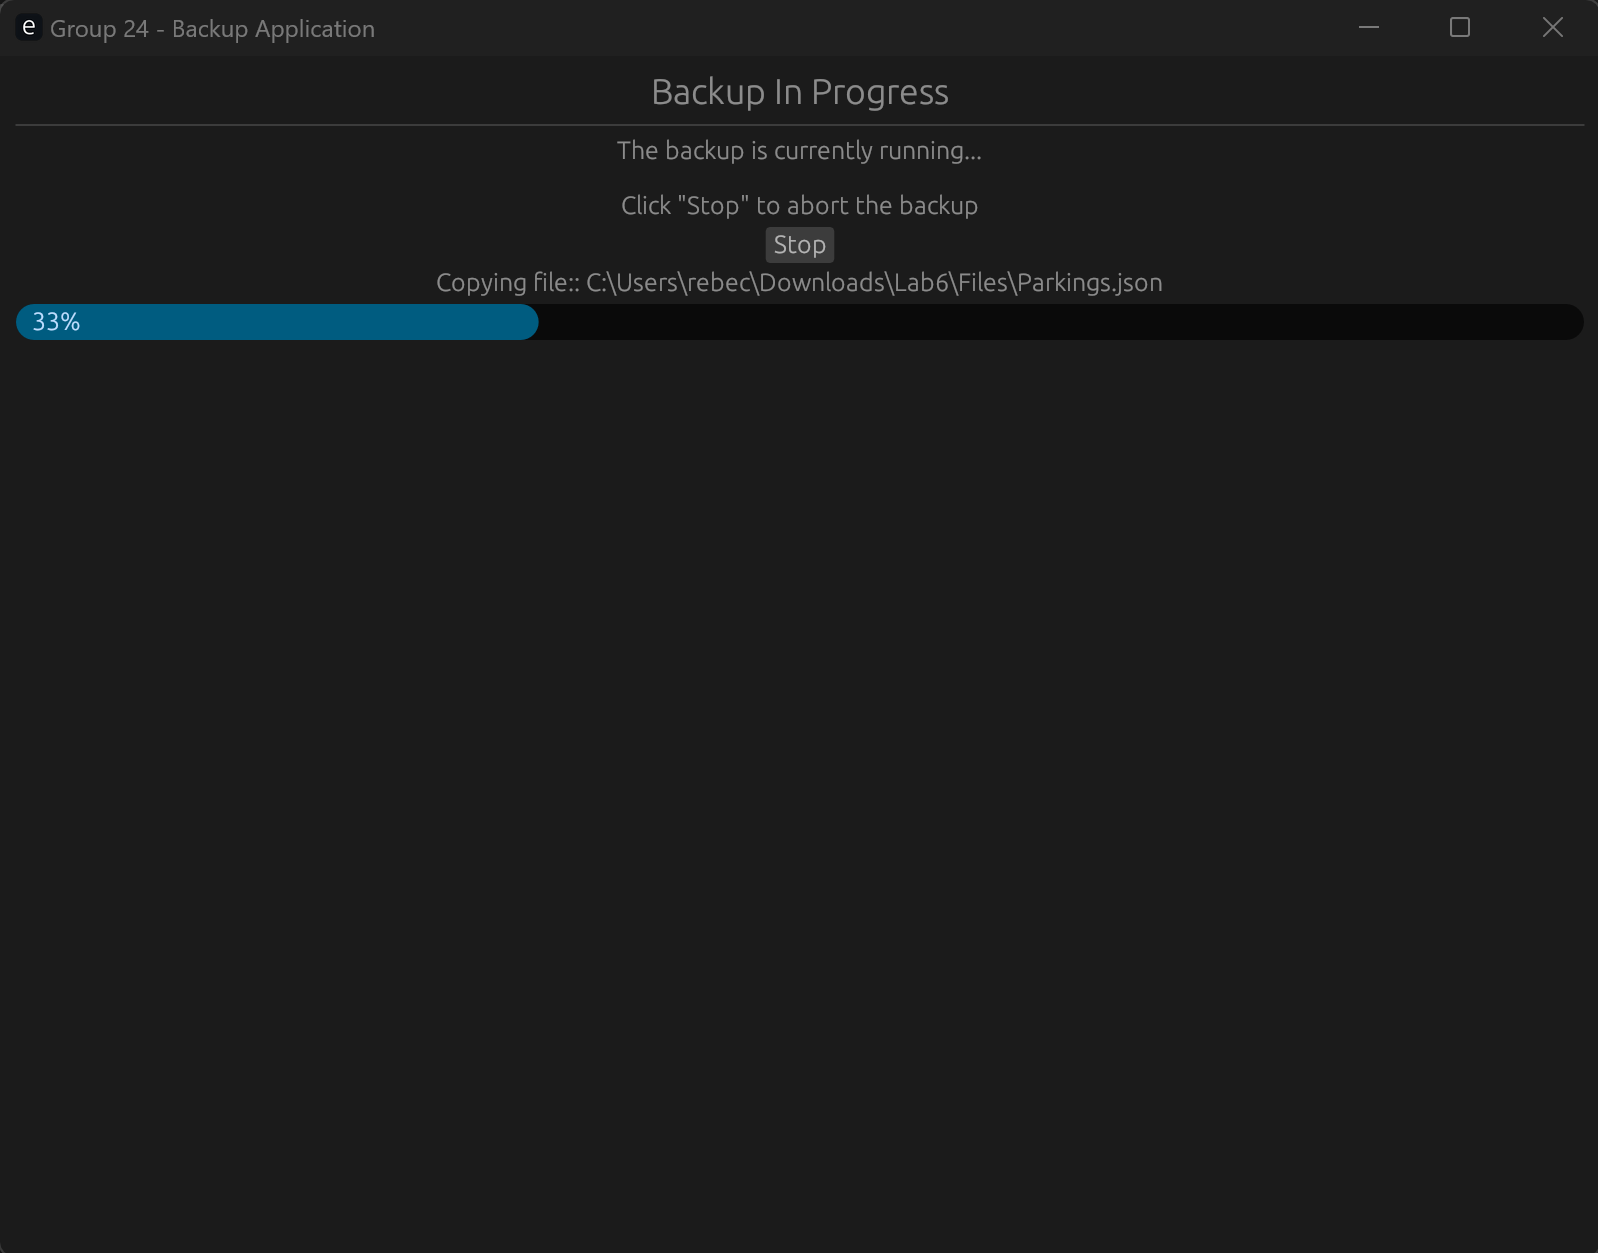 e Group 24 - Backup Application
Backup In Progress
The backup is currently running...
Click "Stop" to abort the backup
Stop
Copying file:: C:\Users\rebec\Downloads\Lab6\Files\Parkings.json
33%